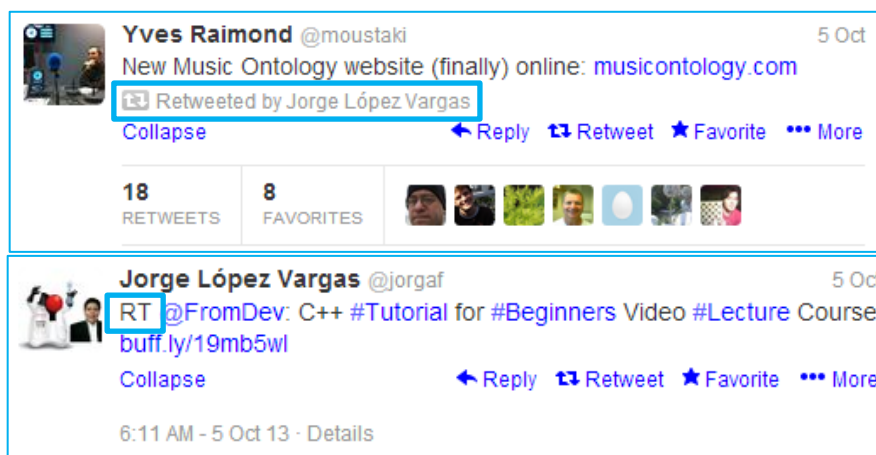 Yves Raimond @moustaki 5 Oct
New Music Ontology website (finally) online: musicontology.com
Retweeted by Jorge López Vargas
Collapse Reply Retweet Favorite ••• More
18 8
RETWEETS FAVORITES
Jorge López Vargas @jorgaf 5 Oct
RT @FromDev: C++ #Tutorial for #Beginners Video #Lecture Course
buff.ly/19mb5wl
Collapse Reply Retweet Favorite ••• More
6:11 AM - 5 Oct 13 · Details